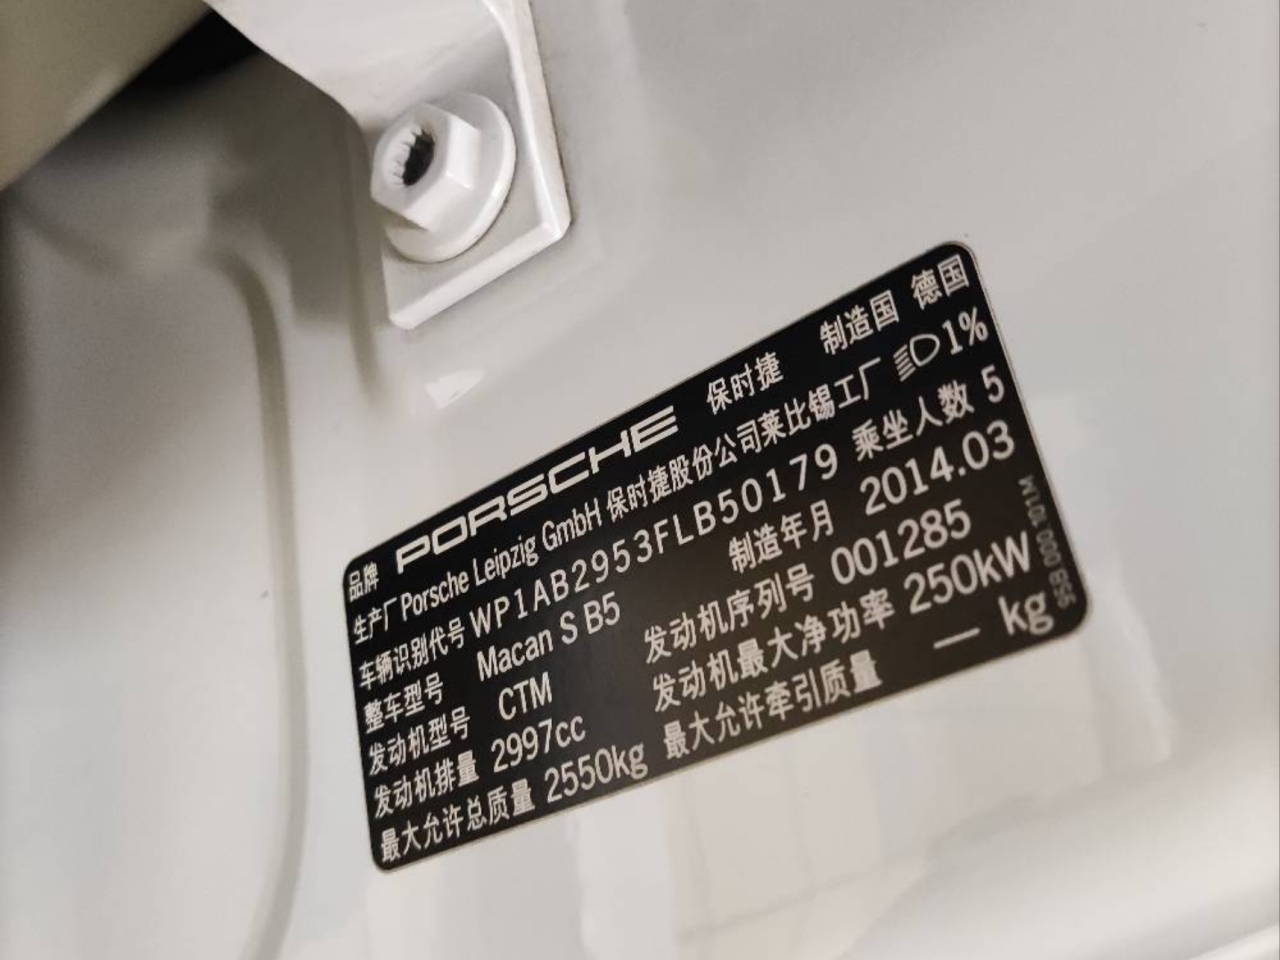 品牌 PORSCHE 保时捷 制造国 德国
生产厂 Porsche Leipzig GmbH 保时捷股份公司莱比锡工厂 1%
车辆识别代号 WP1AB2953FLB50179 乘坐人数 5
整车型号 Macan S B5 制造年月 2014.03
发动机型号 CTM 发动机序列号 001285
发动机排量 2997cc 发动机最大净功率 250kW
最大允许总质量 2550kg 最大允许牵引质量 — kg
95B 000 101 M